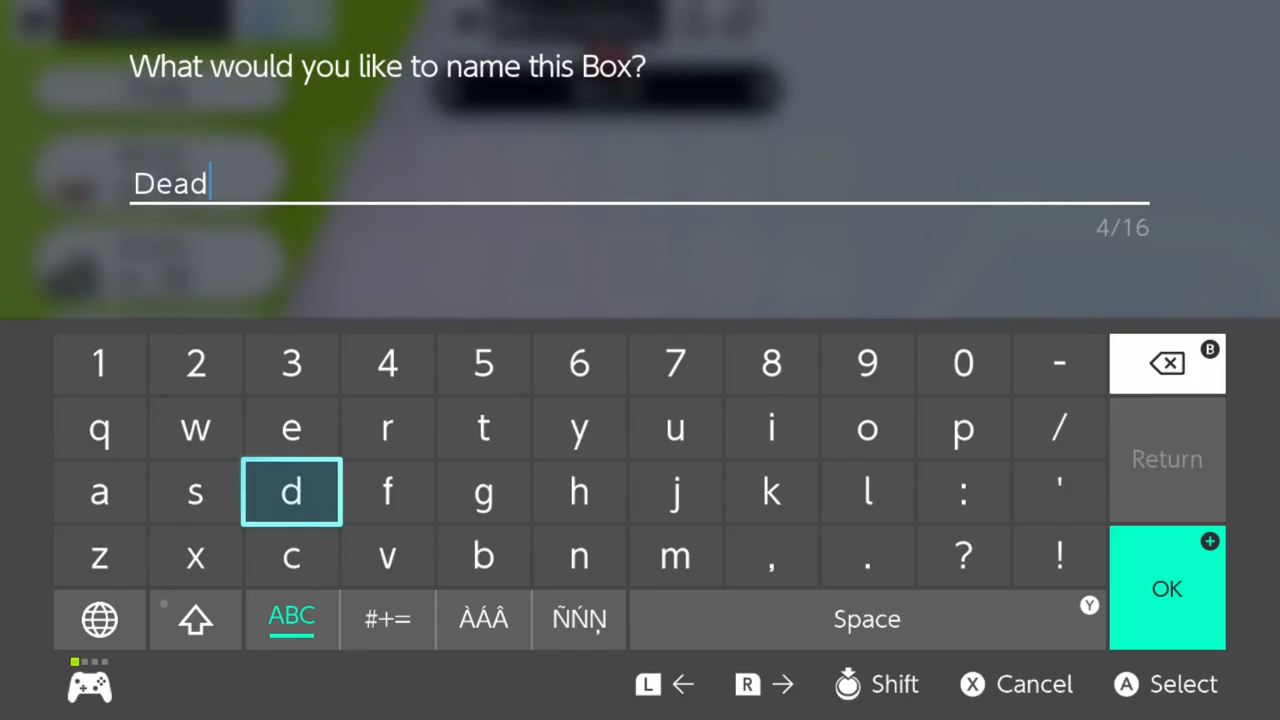 What would you like to name this Box?
Dead
4/16
1 2 3 4 5 6 7 8 9 0 - B
q w e r t y u i o p /
Return
a s d f g h j k l : '
z x c v b n m , . ? ! +
OK
ABC #+= ÀÁÂ ÑŃŅ Space Y
L ← R → Shift X Cancel A Select